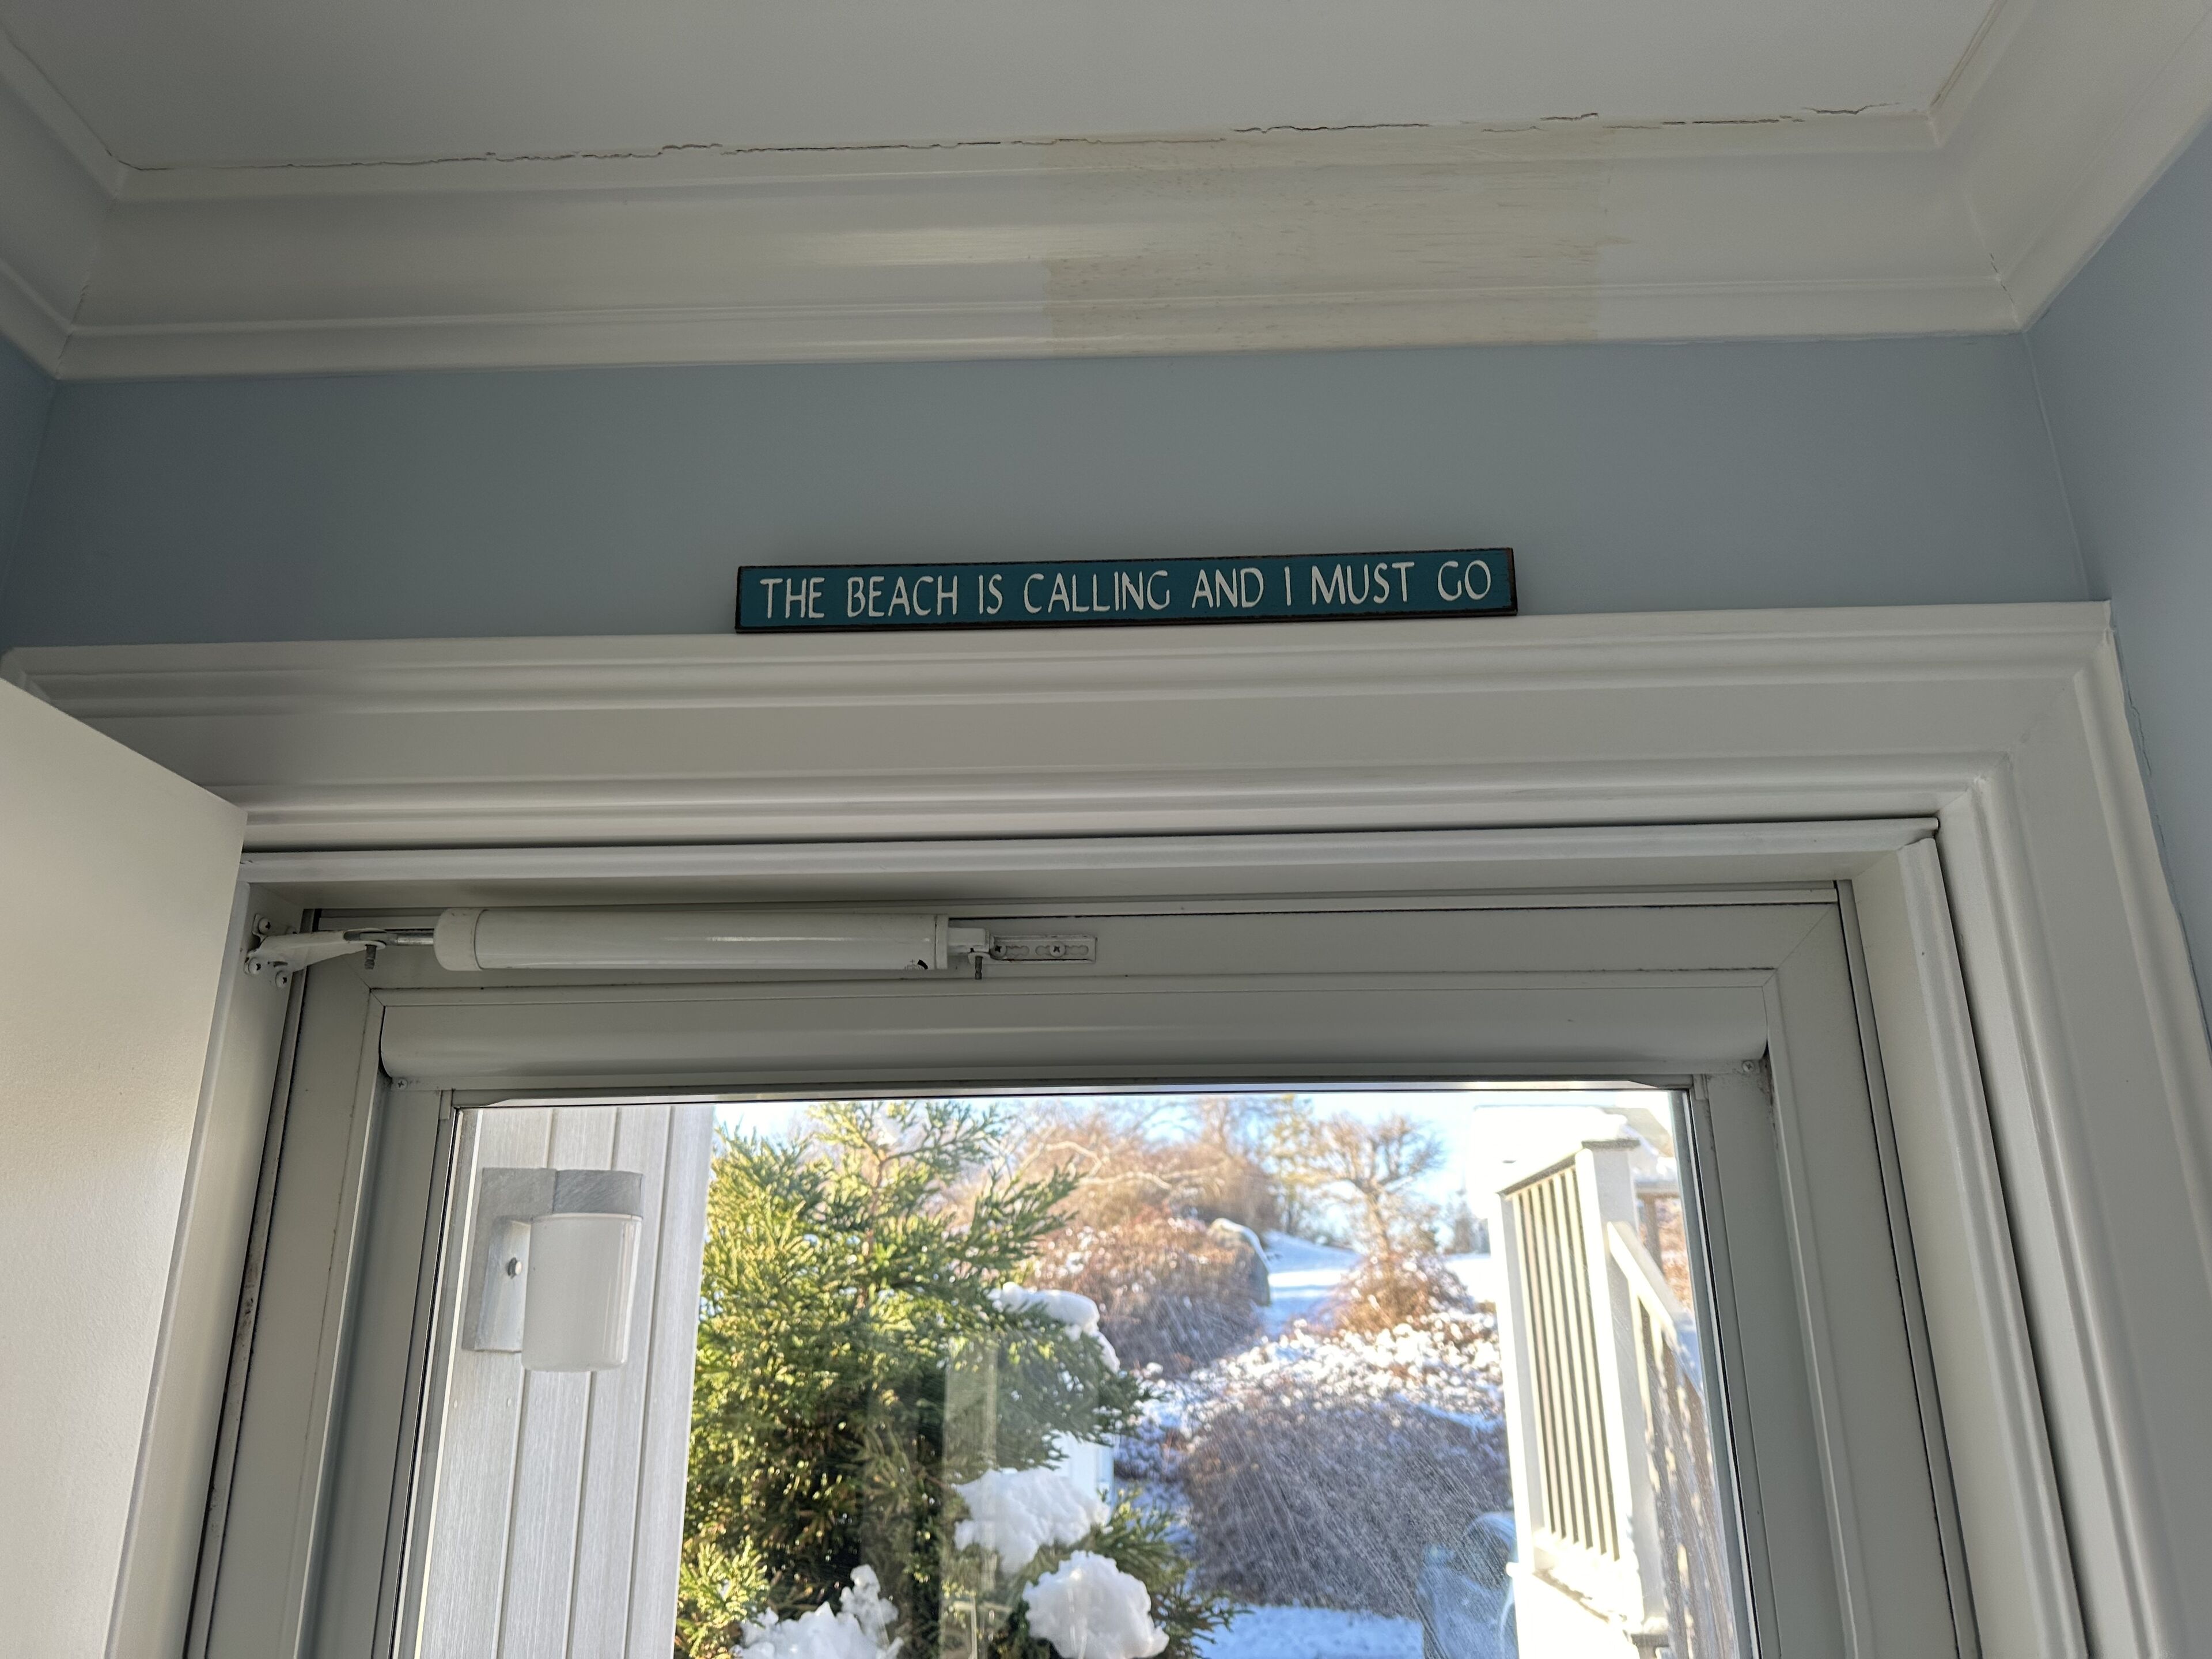 THE BEACH IS CALLING AND I MUST GO